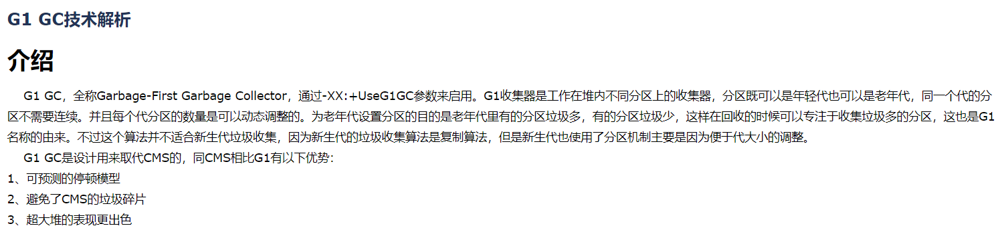 G1 GC技术解析
介绍
G1 GC，全称Garbage-First Garbage Collector，通过-XX:+UseG1GC参数来启用。G1收集器是工作在堆内不同分区上的收集器，分区既可以是年轻代也可以是老年代，同一个代的分
区不需要连续。并且每个代分区的数量是可以动态调整的。为老年代设置分区的目的是老年代里有的分区垃圾多，有的分区垃圾少，这样在回收的时候可以专注于收集垃圾多的分区，这也是G1
名称的由来。不过这个算法并不适合新生代垃圾收集，因为新生代的垃圾收集算法是复制算法，但是新生代也使用了分区机制主要是因为便于代大小的调整。
G1 GC是设计用来取代CMS的，同CMS相比G1有以下优势：
1、可预测的停顿模型
2、避免了CMS的垃圾碎片
3、超大堆的表现更出色